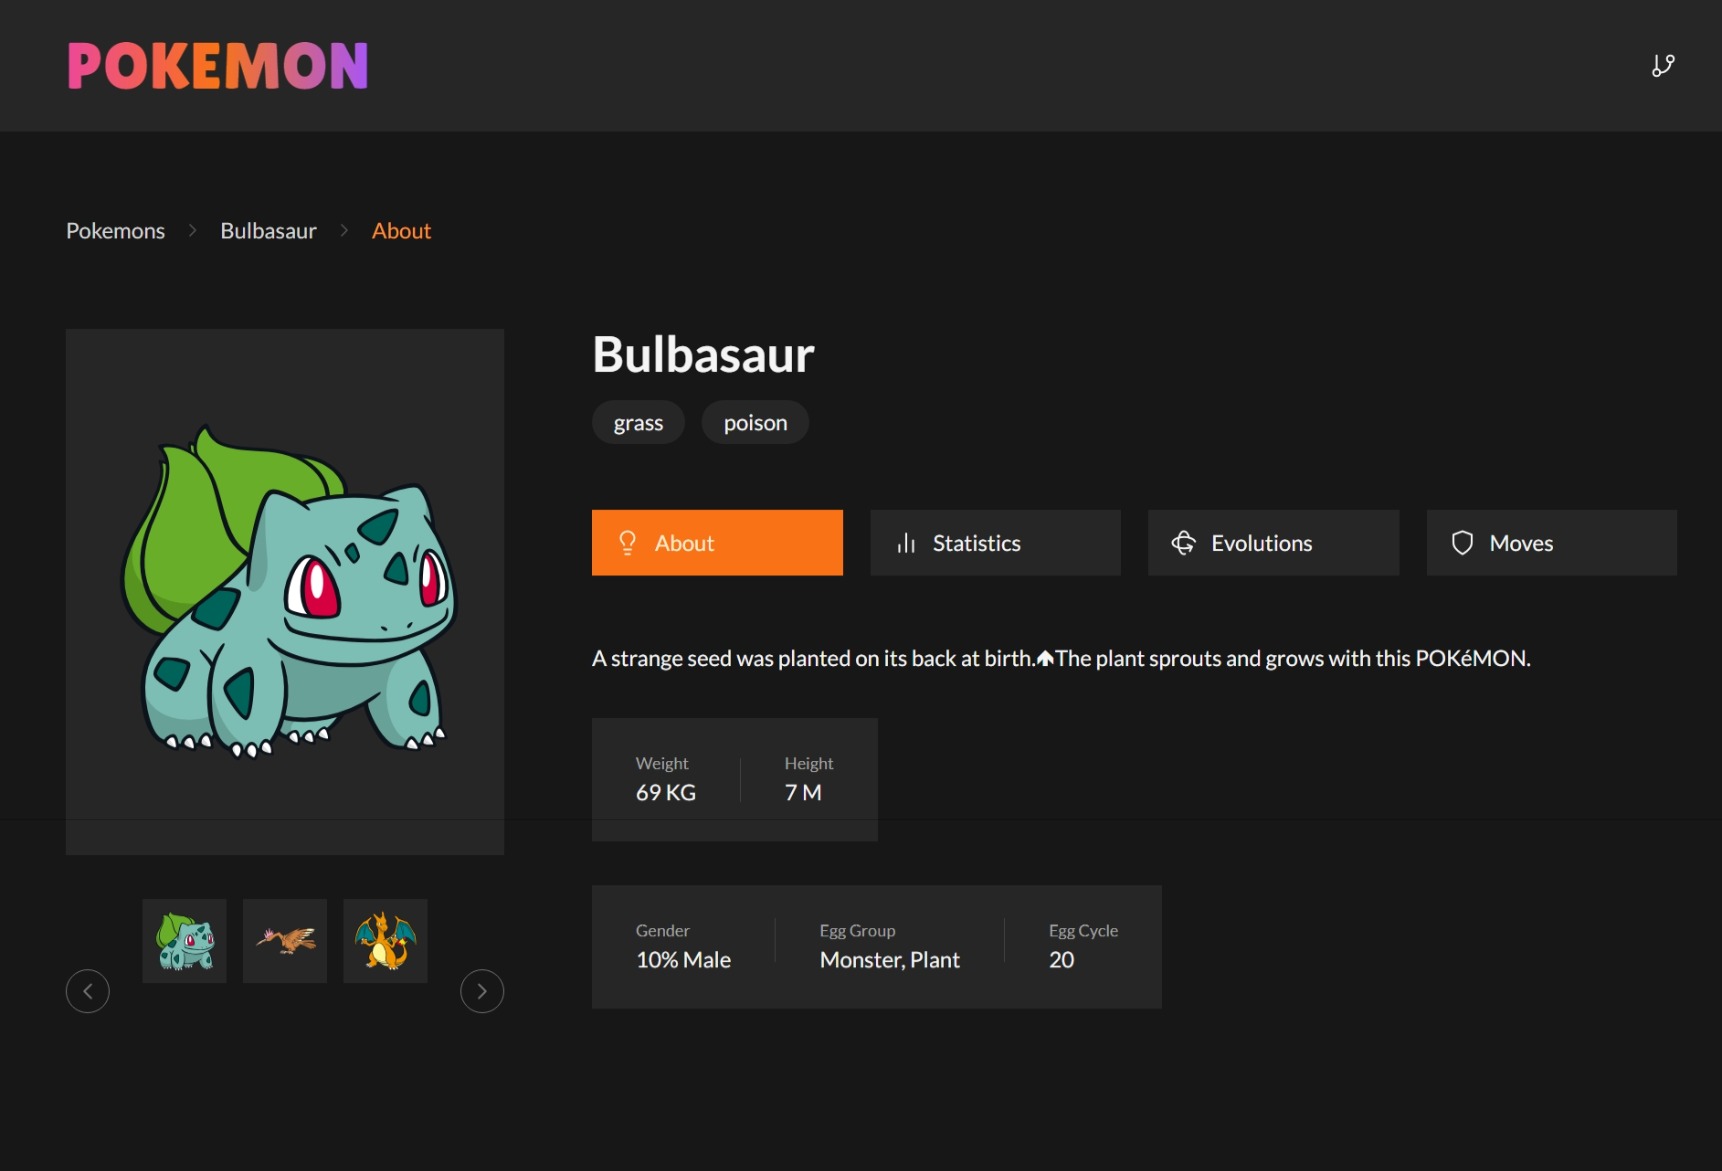 POKEMON
Pokemons > Bulbasaur > About
Bulbasaur
grass poison
About Statistics Evolutions Moves
A strange seed was planted on its back at birth.🛧The plant sprouts and grows with this POKéMON.
Weight Height
69 KG 7 M
Gender Egg Group Egg Cycle
10% Male Monster, Plant 20